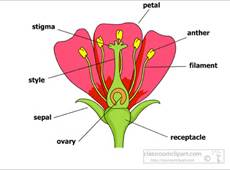 petal
stigma
anther
filament
style
sepal
ovary
receptacle
classroomclipart.com